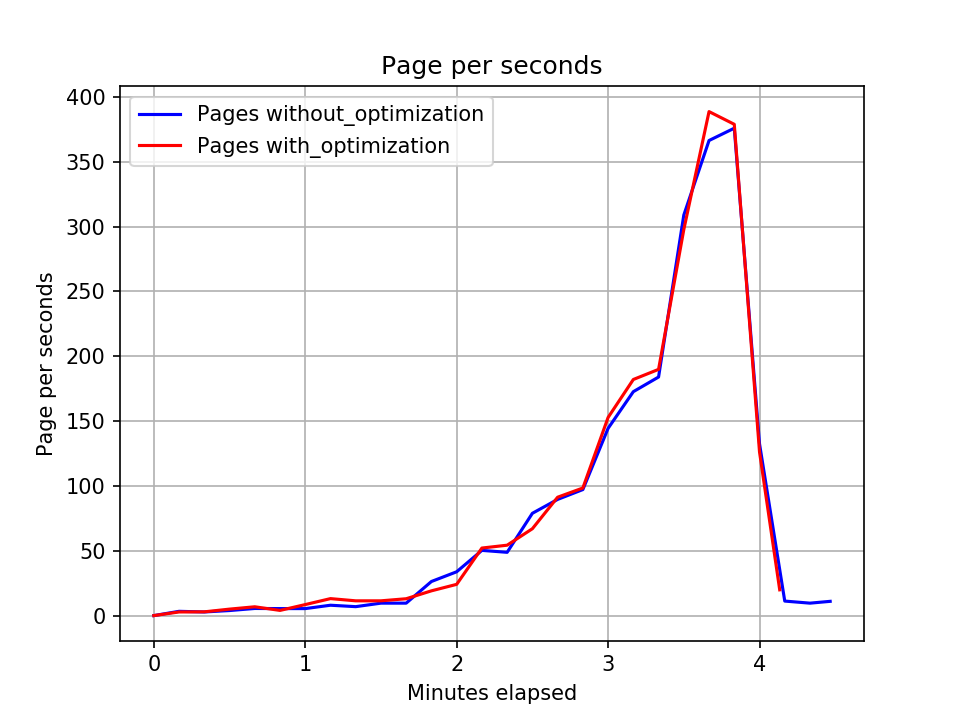 Page per seconds
400
350
300
250
200
150
100
50
0
Page per seconds
Pages without_optimization
Pages with_optimization
0 1 2 3 4
Minutes elapsed